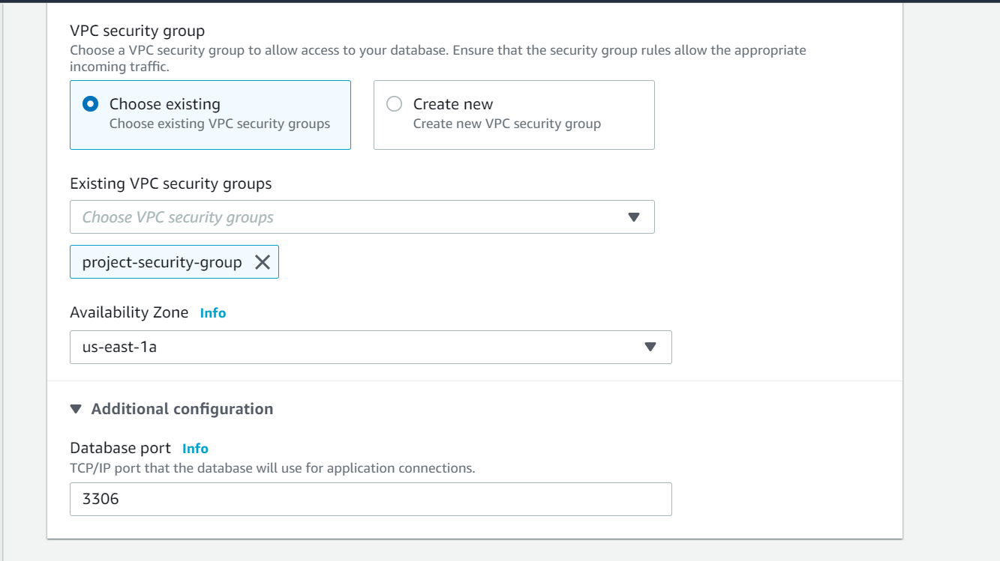 VPC security group
Choose a VPC security group to allow access to your database. Ensure that the security group rules allow the appropriate
incoming traffic.
Choose existing
Choose existing VPC security groups
Create new
Create new VPC security group
Existing VPC security groups
Choose VPC security groups
project-security-group
Availability Zone Info
us-east-1a
Additional configuration
Database port Info
TCP/IP port that the database will use for application connections.
3306